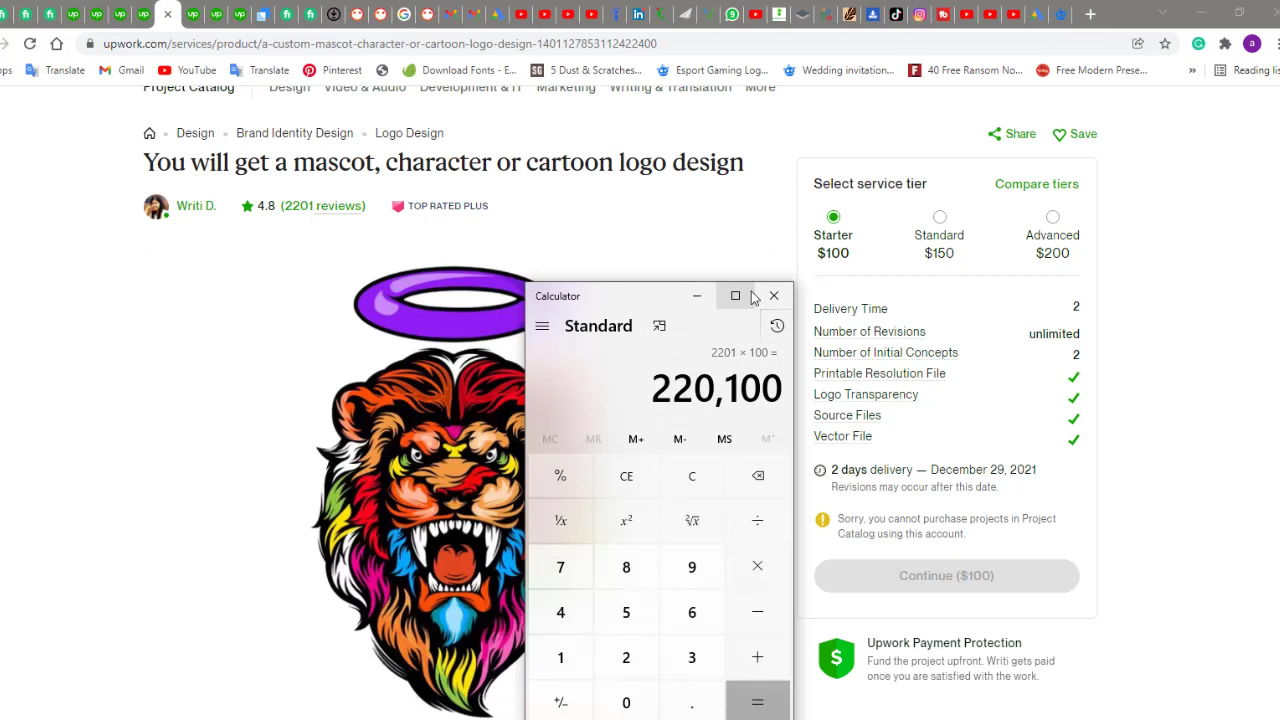 upwork.com/services/product/a-custom-mascot-character-or-cartoon-logo-design-1401127853112422400
Translate
Gmail
YouTube
Translate
Pinterest
Download Fonts - E...
5 Dust & Scratches...
Esport Gaming Log...
Wedding invitation...
40 Free Ransom No...
Free Modern Prese...
»
Reading lis
Project Catalog
Design
Video & Audio
Development & IT
Marketing
Writing & Translation
More
Design » Brand Identity Design » Logo Design
Share
Save
You will get a mascot, character or cartoon logo design
Writi D.
4.8 (2201 reviews)
TOP RATED PLUS
Select service tier
Compare tiers
Starter
$100
Standard
$150
Advanced
$200
Delivery Time 2
Number of Revisions unlimited
Number of Initial Concepts 2
Printable Resolution File
Logo Transparency
Source Files
Vector File
2 days delivery — December 29, 2021
Revisions may occur after this date.
Sorry, you cannot purchase projects in Project
Catalog using this account.
Continue ($100)
Upwork Payment Protection
Fund the project upfront. Writi gets paid
once you are satisfied with the work.
Calculator
Standard
2201 × 100 =
220,100
MC MR M+ M- MS M˅
% CE C
¹/x x² ²√x ÷
7 8 9 ×
4 5 6 −
1 2 3 +
+/− 0 . =